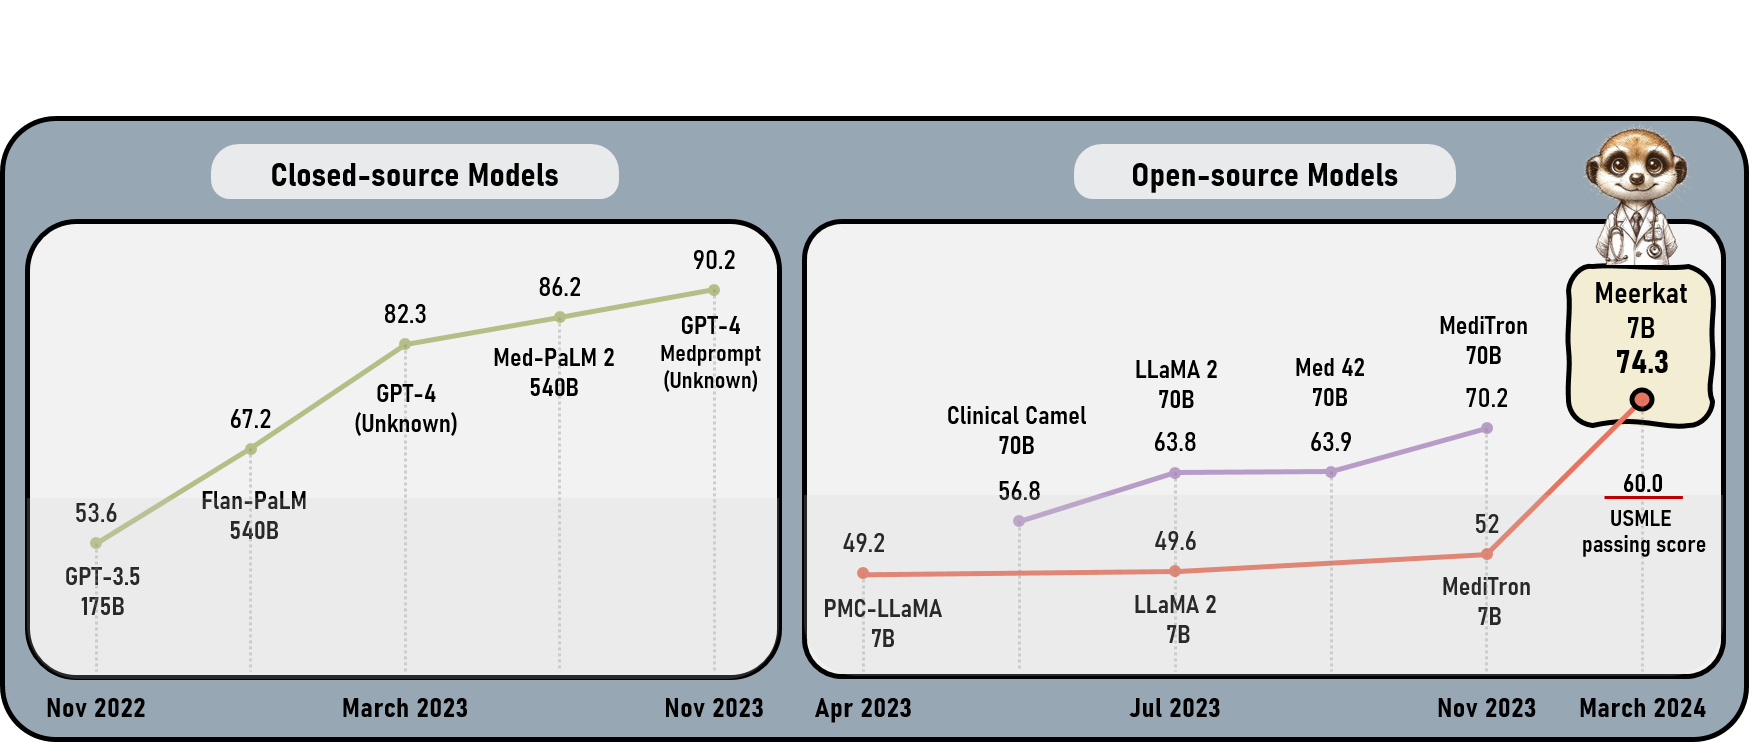 Closed-source Models
90.2
86.2
82.3
GPT-4
Medprompt
(Unknown)
Med-PaLM 2
540B
GPT-4
(Unknown)
67.2
Flan-PaLM
540B
53.6
GPT-3.5
175B
Nov 2022
March 2023
Nov 2023
Open-source Models
Meerkat
7B
74.3
MediTron
70B
70.2
LLaMA 2
70B
63.8
Med 42
70B
63.9
Clinical Camel
70B
56.8
60.0
USMLE
passing score
52
MediTron
7B
49.6
LLaMA 2
7B
49.2
PMC-LLaMA
7B
Apr 2023
Jul 2023
Nov 2023
March 2024